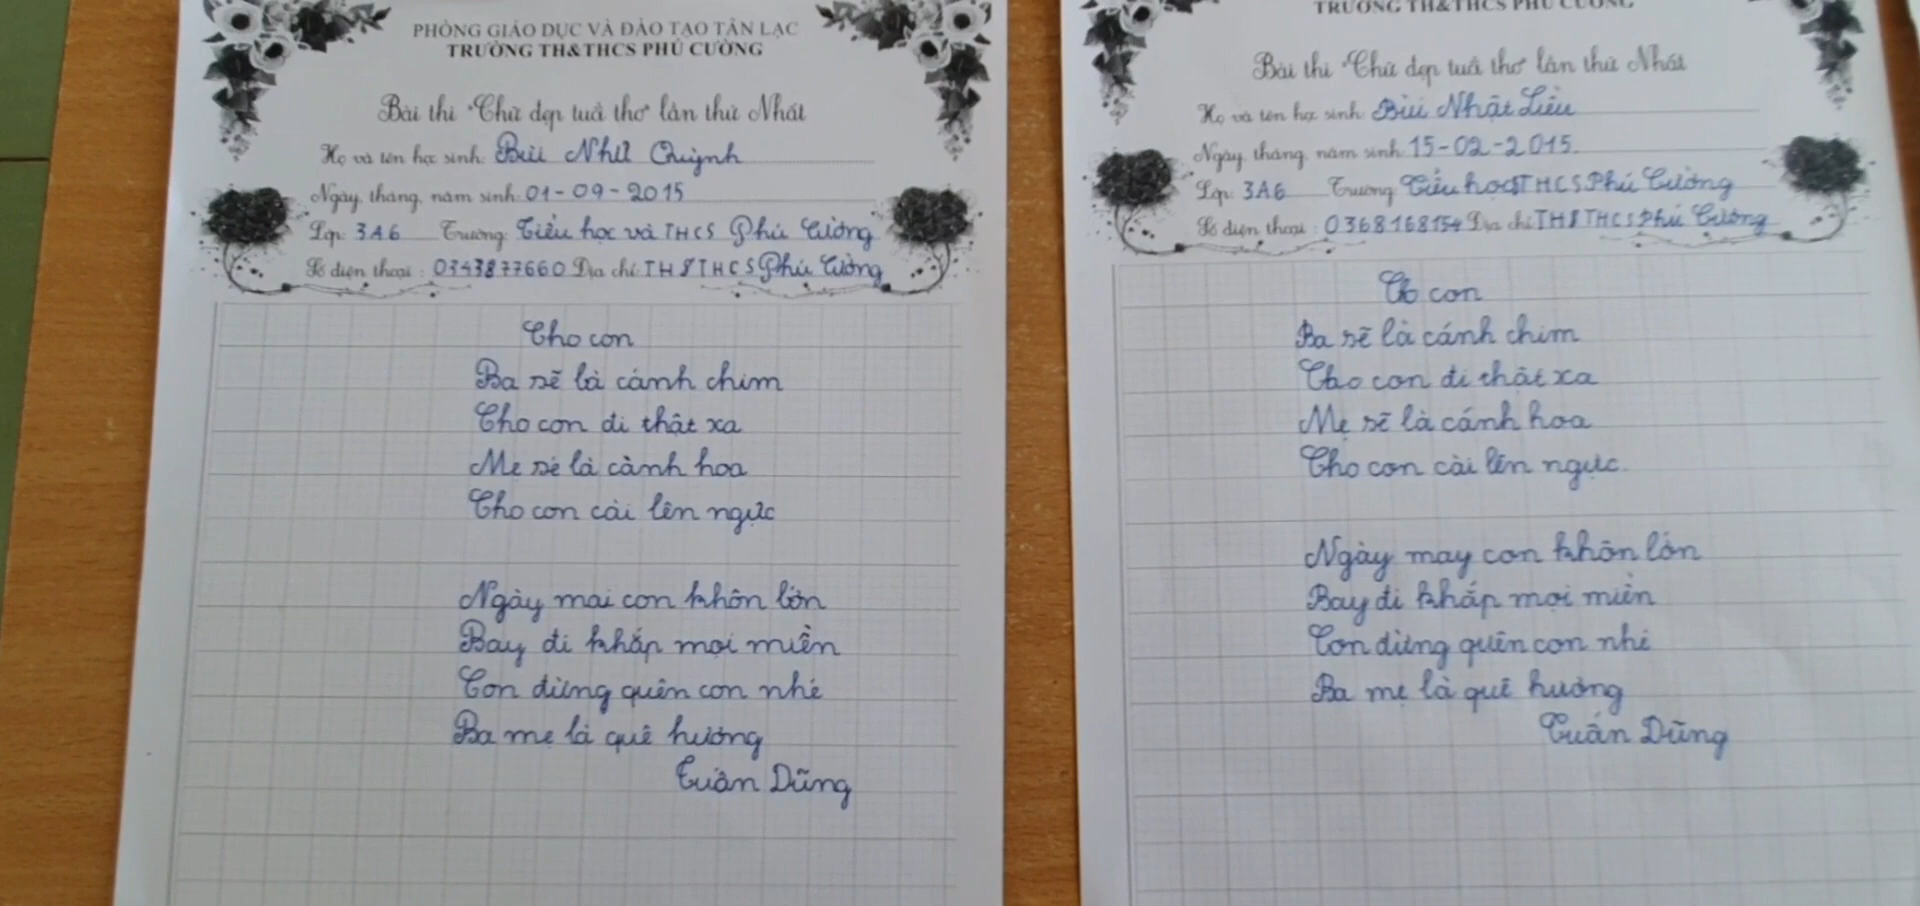 PHÒNG GIÁO DỤC VÀ ĐÀO TẠO TÂN LẠC
TRƯỜNG TH&THCS PHÚ CƯỜNG
Bài thi "Chữ đẹp tuổi thơ" lần thứ Nhất
Họ và tên học sinh: Bùi Như Quỳnh
Ngày, tháng, năm sinh: 01-09-2015
Lớp: 3A6 Trường: Tiểu học và THCS Phú Cường
Số điện thoại: 0343877660 Địa chỉ: TH&THCS Phú Cường
Cho con
Ba sẽ là cánh chim
Cho con đi thật xa
Mẹ sẻ là cành hoa
Cho con cài lên ngực
Ngày mai con khôn lớn
Bay đi khắp mọi miền
Con đừng quên con nhé
Ba mẹ là quê hương
Tuấn Dũng
TRƯỜNG TH&THCS PHÚ CƯỜNG
Bài thi "Chữ đẹp tuổi thơ" lần thứ Nhất
Họ và tên học sinh: Bùi Nhật
Ngày, tháng, năm sinh: 15-02-2015
Lớp: 3A6 Trường: Tiểu học THCS Phú Cường
Số điện thoại: Địa chỉ: TH&THCS Phú Cường
con
Ba sẽ là cánh chim
Cho con đi thật xa
Mẹ sẽ là cánh hoa
Cho con cài lên ngực
Ngày may con khôn lớn
Bay đi khắp mọi miền
Con đừng quên con nhé
Ba mẹ là quê hương
Tuấn Dũng